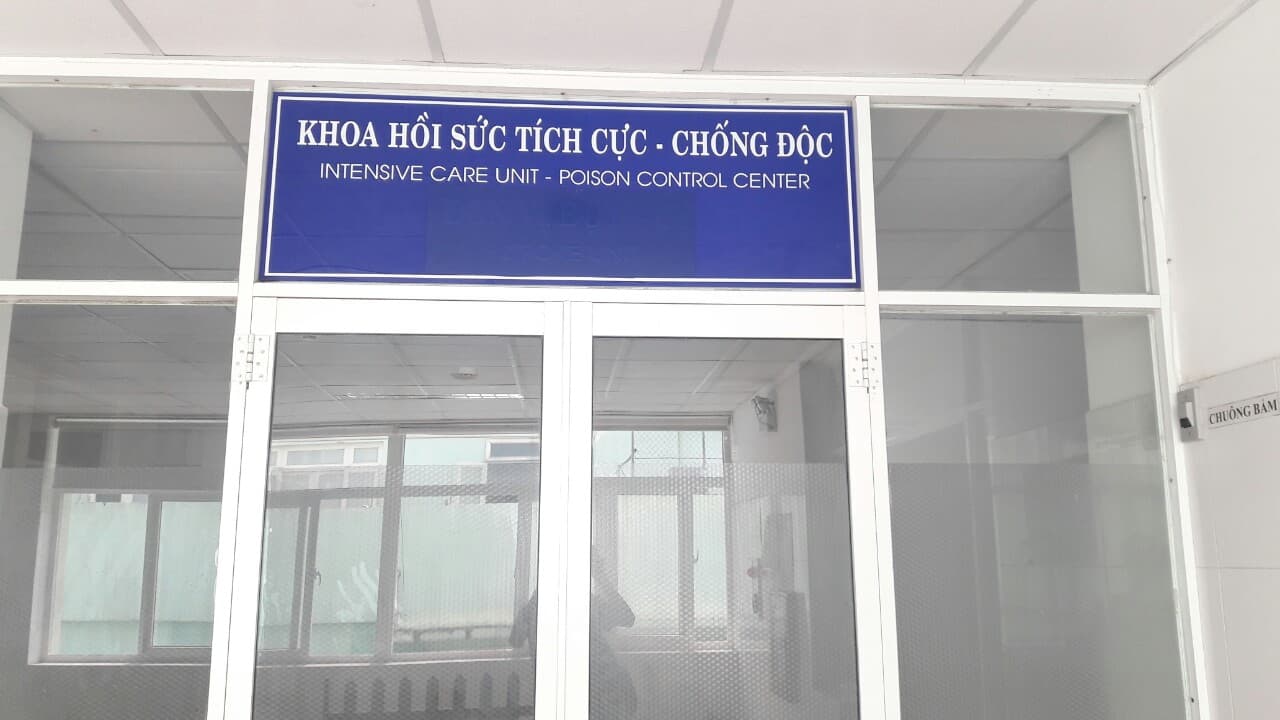 KHOA HỒI SỨC TÍCH CỰC - CHỐNG ĐỘC
INTENSIVE CARE UNIT - POISON CONTROL CENTER
CHUÔNG BẤM